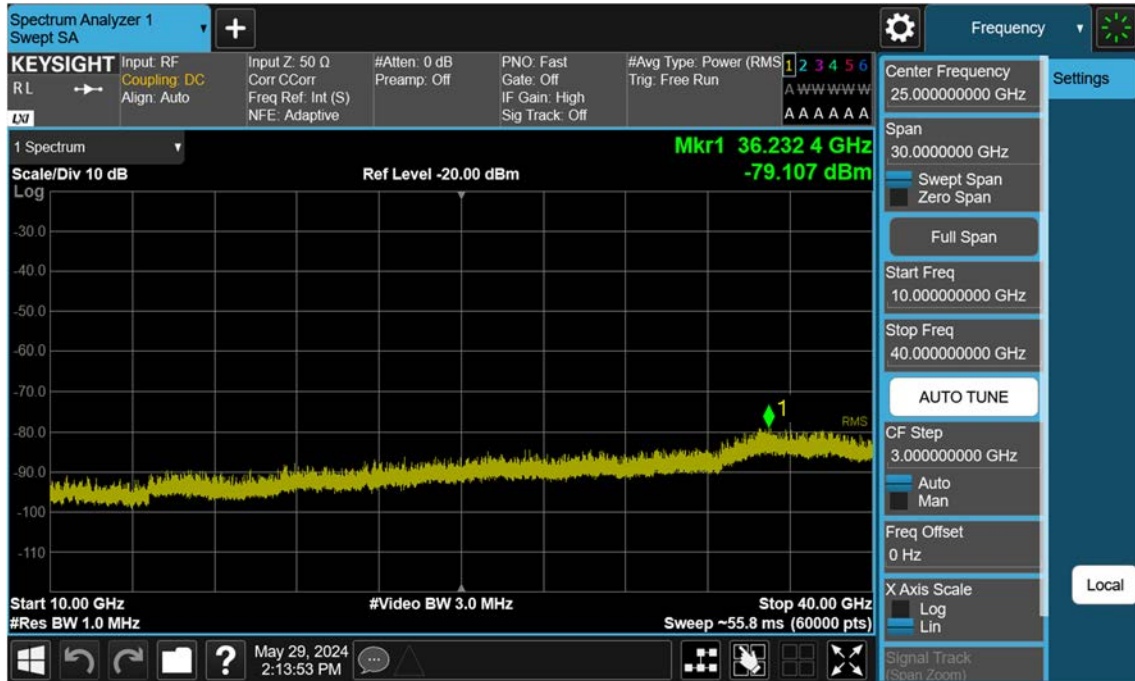 Spectrum Analyzer 1
Swept SA
Frequency
KEYSIGHT
R L
LXI
Input: RF
Coupling: DC
Align: Auto
Input Z: 50 Ω
Corr CCorr
Freq Ref: Int (S)
NFE: Adaptive
#Atten: 0 dB
Preamp: Off
PNO: Fast
Gate: Off
IF Gain: High
Sig Track: Off
#Avg Type: Power (RMS
Trig: Free Run
1 2 3 4 5 6
A W W W W W
A A A A A A
1 Spectrum
Scale/Div 10 dB
Ref Level -20.00 dBm
Mkr1 36.232 4 GHz
-79.107 dBm
Log
-30.0
-40.0
-50.0
-60.0
-70.0
-80.0
-90.0
-100
-110
1
RMS
Start 10.00 GHz
#Video BW 3.0 MHz
Stop 40.00 GHz
#Res BW 1.0 MHz
Sweep ~55.8 ms (60000 pts)
Center Frequency
25.000000000 GHz
Span
30.0000000 GHz
Swept Span
Zero Span
Full Span
Start Freq
10.000000000 GHz
Stop Freq
40.000000000 GHz
AUTO TUNE
CF Step
3.000000000 GHz
Auto
Man
Freq Offset
0 Hz
X Axis Scale
Log
Lin
Signal Track
(Span Zoom)
Settings
Local
?
May 29, 2024
2:13:53 PM